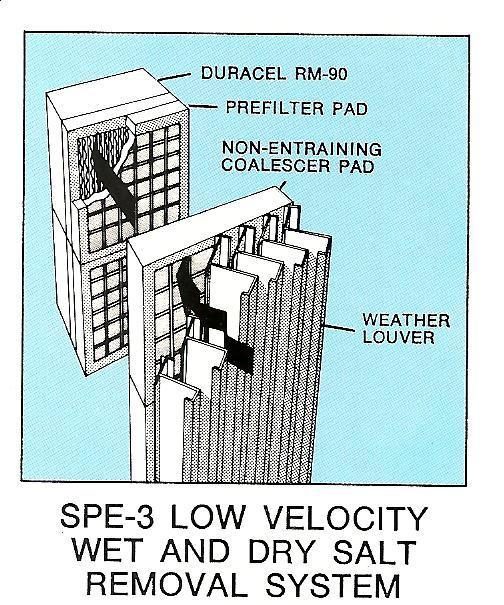 DURACEL RM-90
PREFILTER PAD
NON-ENTRAINING
COALESCER PAD
WEATHER
LOUVER
SPE-3 LOW VELOCITY
WET AND DRY SALT
REMOVAL SYSTEM